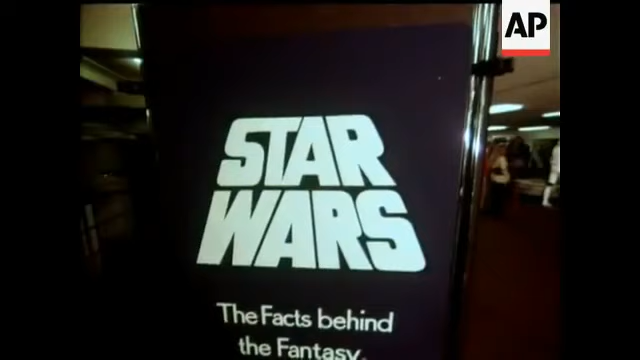 AP
STAR
WARS
The Facts behind
the Fantasy.